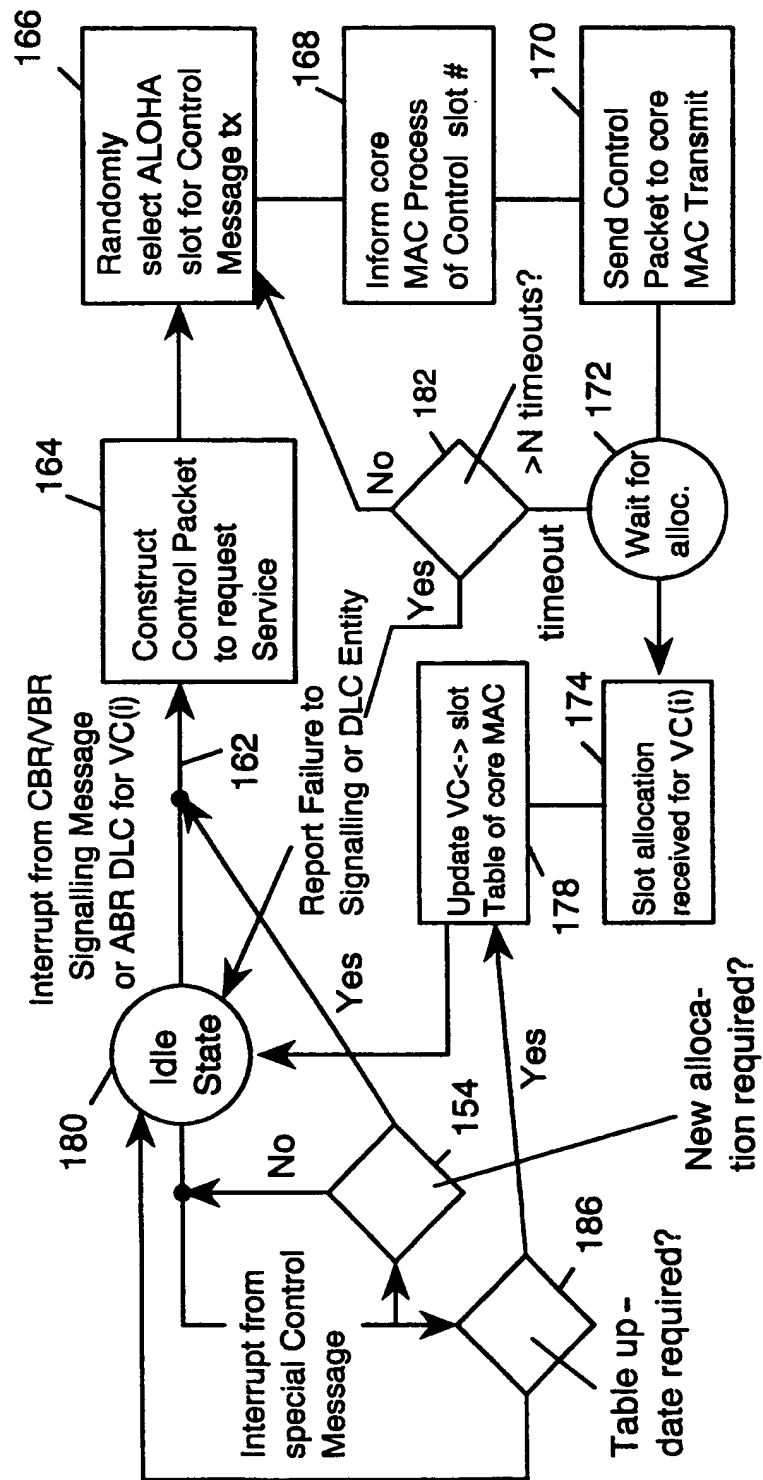 166
Randomly
select ALOHA
slot for Control
Message tx
168
Inform core
MAC Process
of Control slot #
170
Send Control
Packet to core
MAC Transmit
164
Construct
Control Packet
to request
Service
No
182
>N timeouts?
Yes
timeout
172
Wait for
alloc.
Interrupt from CBR/VBR
Signalling Message
or ABR DLC for VC(i)
162
Report Failure to
Signalling or DLC Entity
Update VC<-> slot
Table of core MAC
178
174
Slot allocation
received for VC(i)
180
Idle
State
Yes
No
154
New alloca-
tion required?
Yes
186
Interrupt from
special Control
Message
Table up-
date required?